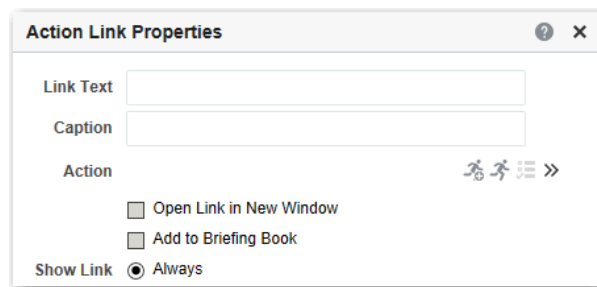 Action Link Properties
Link Text
Caption
Action
Open Link in New Window
Add to Briefing Book
Show Link Always